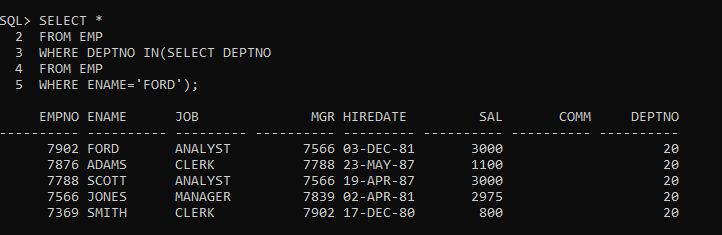 SQL> SELECT *
  2  FROM EMP
  3  WHERE DEPTNO IN(SELECT DEPTNO
  4  FROM EMP
  5  WHERE ENAME='FORD');
     EMPNO ENAME      JOB              MGR HIREDATE         SAL       COMM     DEPTNO
---------- ---------- --------- ---------- --------- ---------- ---------- ----------
      7902 FORD       ANALYST         7566 03-DEC-81       3000                    20
      7876 ADAMS      CLERK           7788 23-MAY-87       1100                    20
      7788 SCOTT      ANALYST         7566 19-APR-87       3000                    20
      7566 JONES      MANAGER         7839 02-APR-81       2975                    20
      7369 SMITH      CLERK           7902 17-DEC-80        800                    20